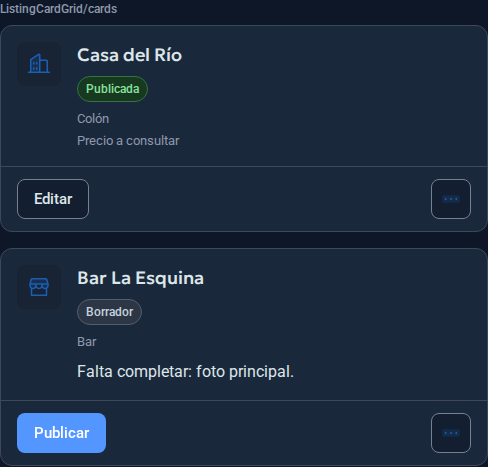 ListingCardGrid/cards
Casa del Río
Publicada
Colón
Precio a consultar
Editar
Bar La Esquina
Borrador
Bar
Falta completar: foto principal.
Publicar